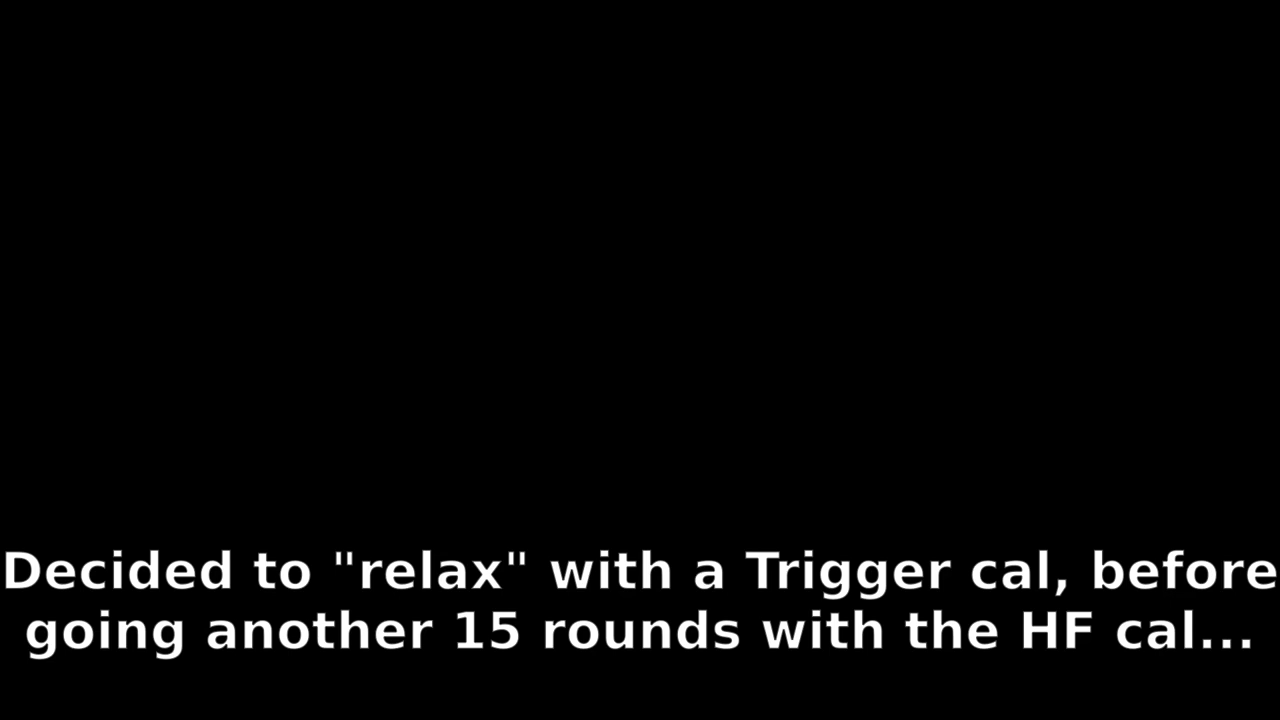 Decided to "relax" with a Trigger cal, before
going another 15 rounds with the HF cal...